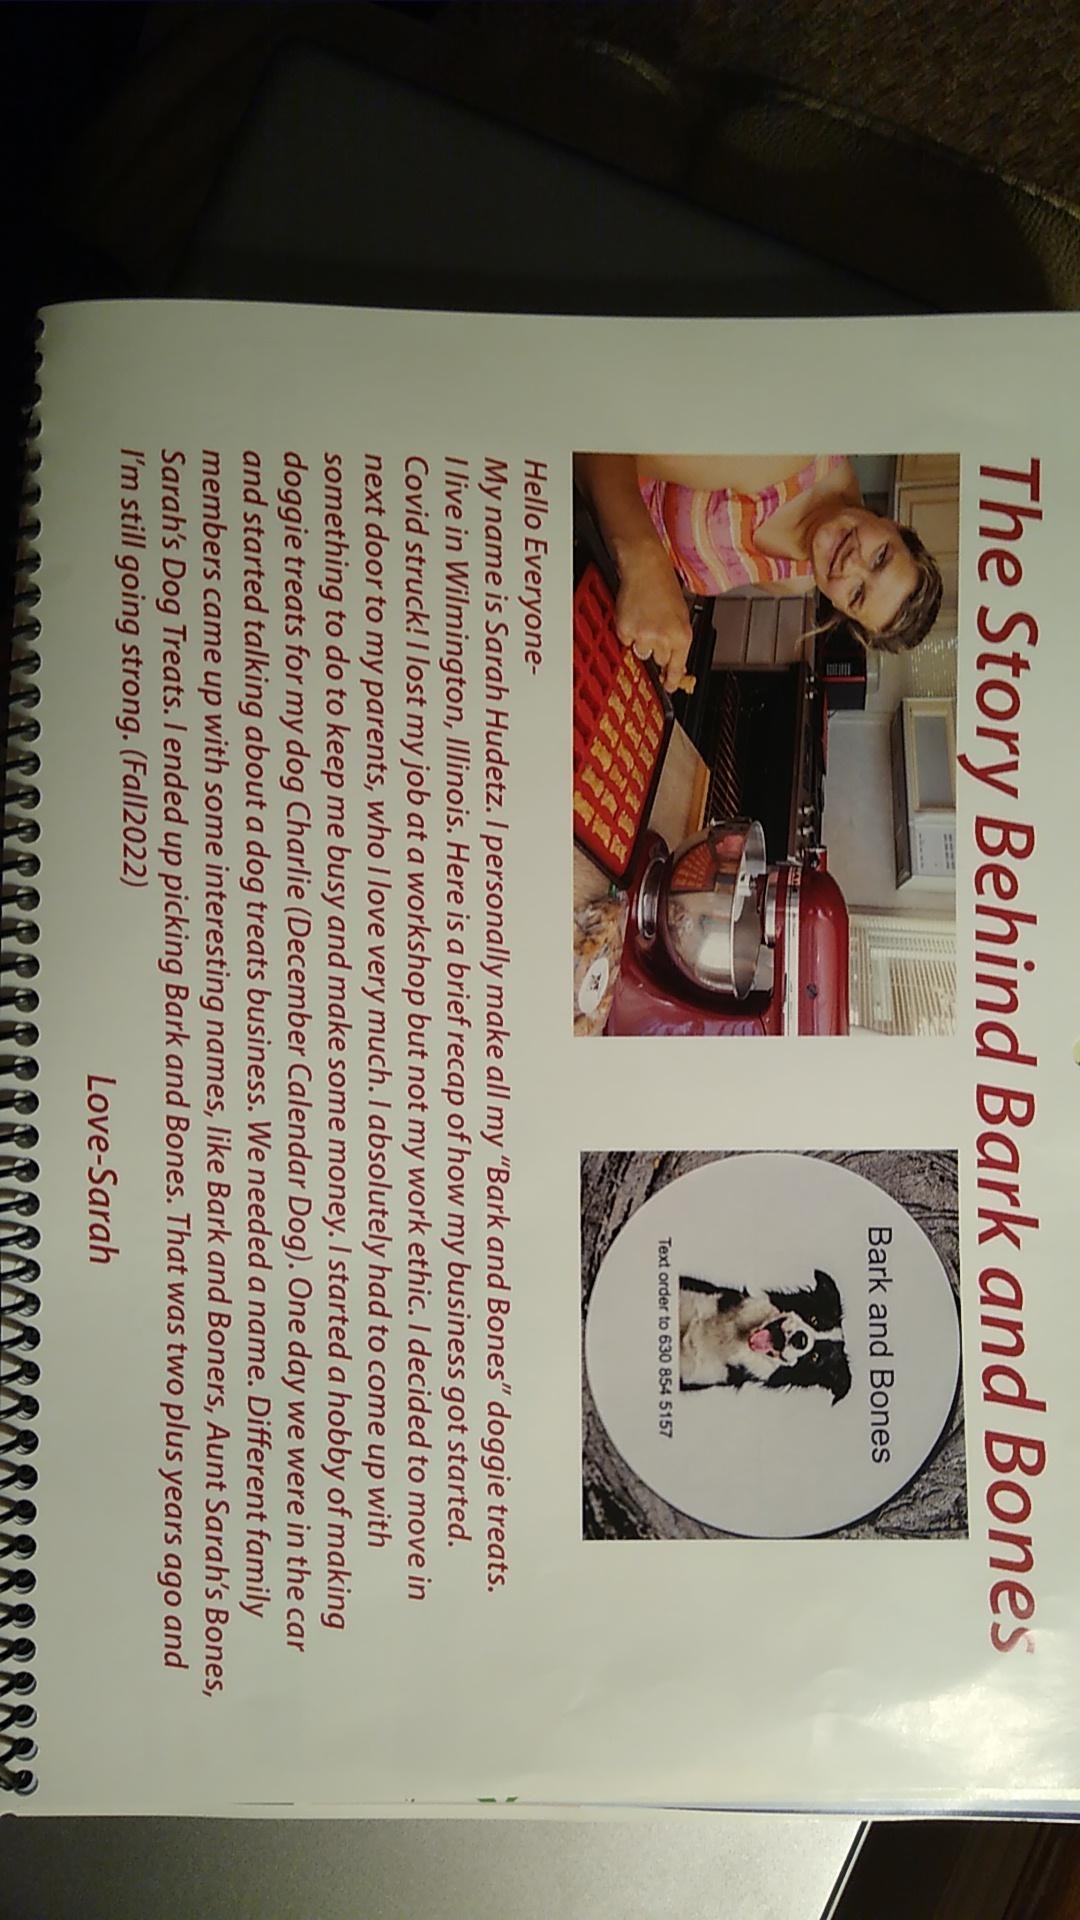 The Story Behind Bark and Bones
Bark and Bones
Text order to 630 854 5157
Hello Everyone-
My name is Sarah Hudetz. I personally make all my "Bark and Bones" doggie treats.
I live in Wilmington, Illinois. Here is a brief recap of how my business got started.
Covid struck! I lost my job at a workshop but not my work ethic. I decided to move in
next door to my parents, who I love very much. I absolutely had to come up with
something to do to keep me busy and make some money. I started a hobby of making
doggie treats for my dog Charlie (December Calendar Dog). One day we were in the car
and started talking about a dog treats business. We needed a name. Different family
members came up with some interesting names, like Bark and Boners, Aunt Sarah's Bones,
Sarah's Dog Treats. I ended up picking Bark and Bones. That was two plus years ago and
I'm still going strong. (Fall2022)
Love-Sarah